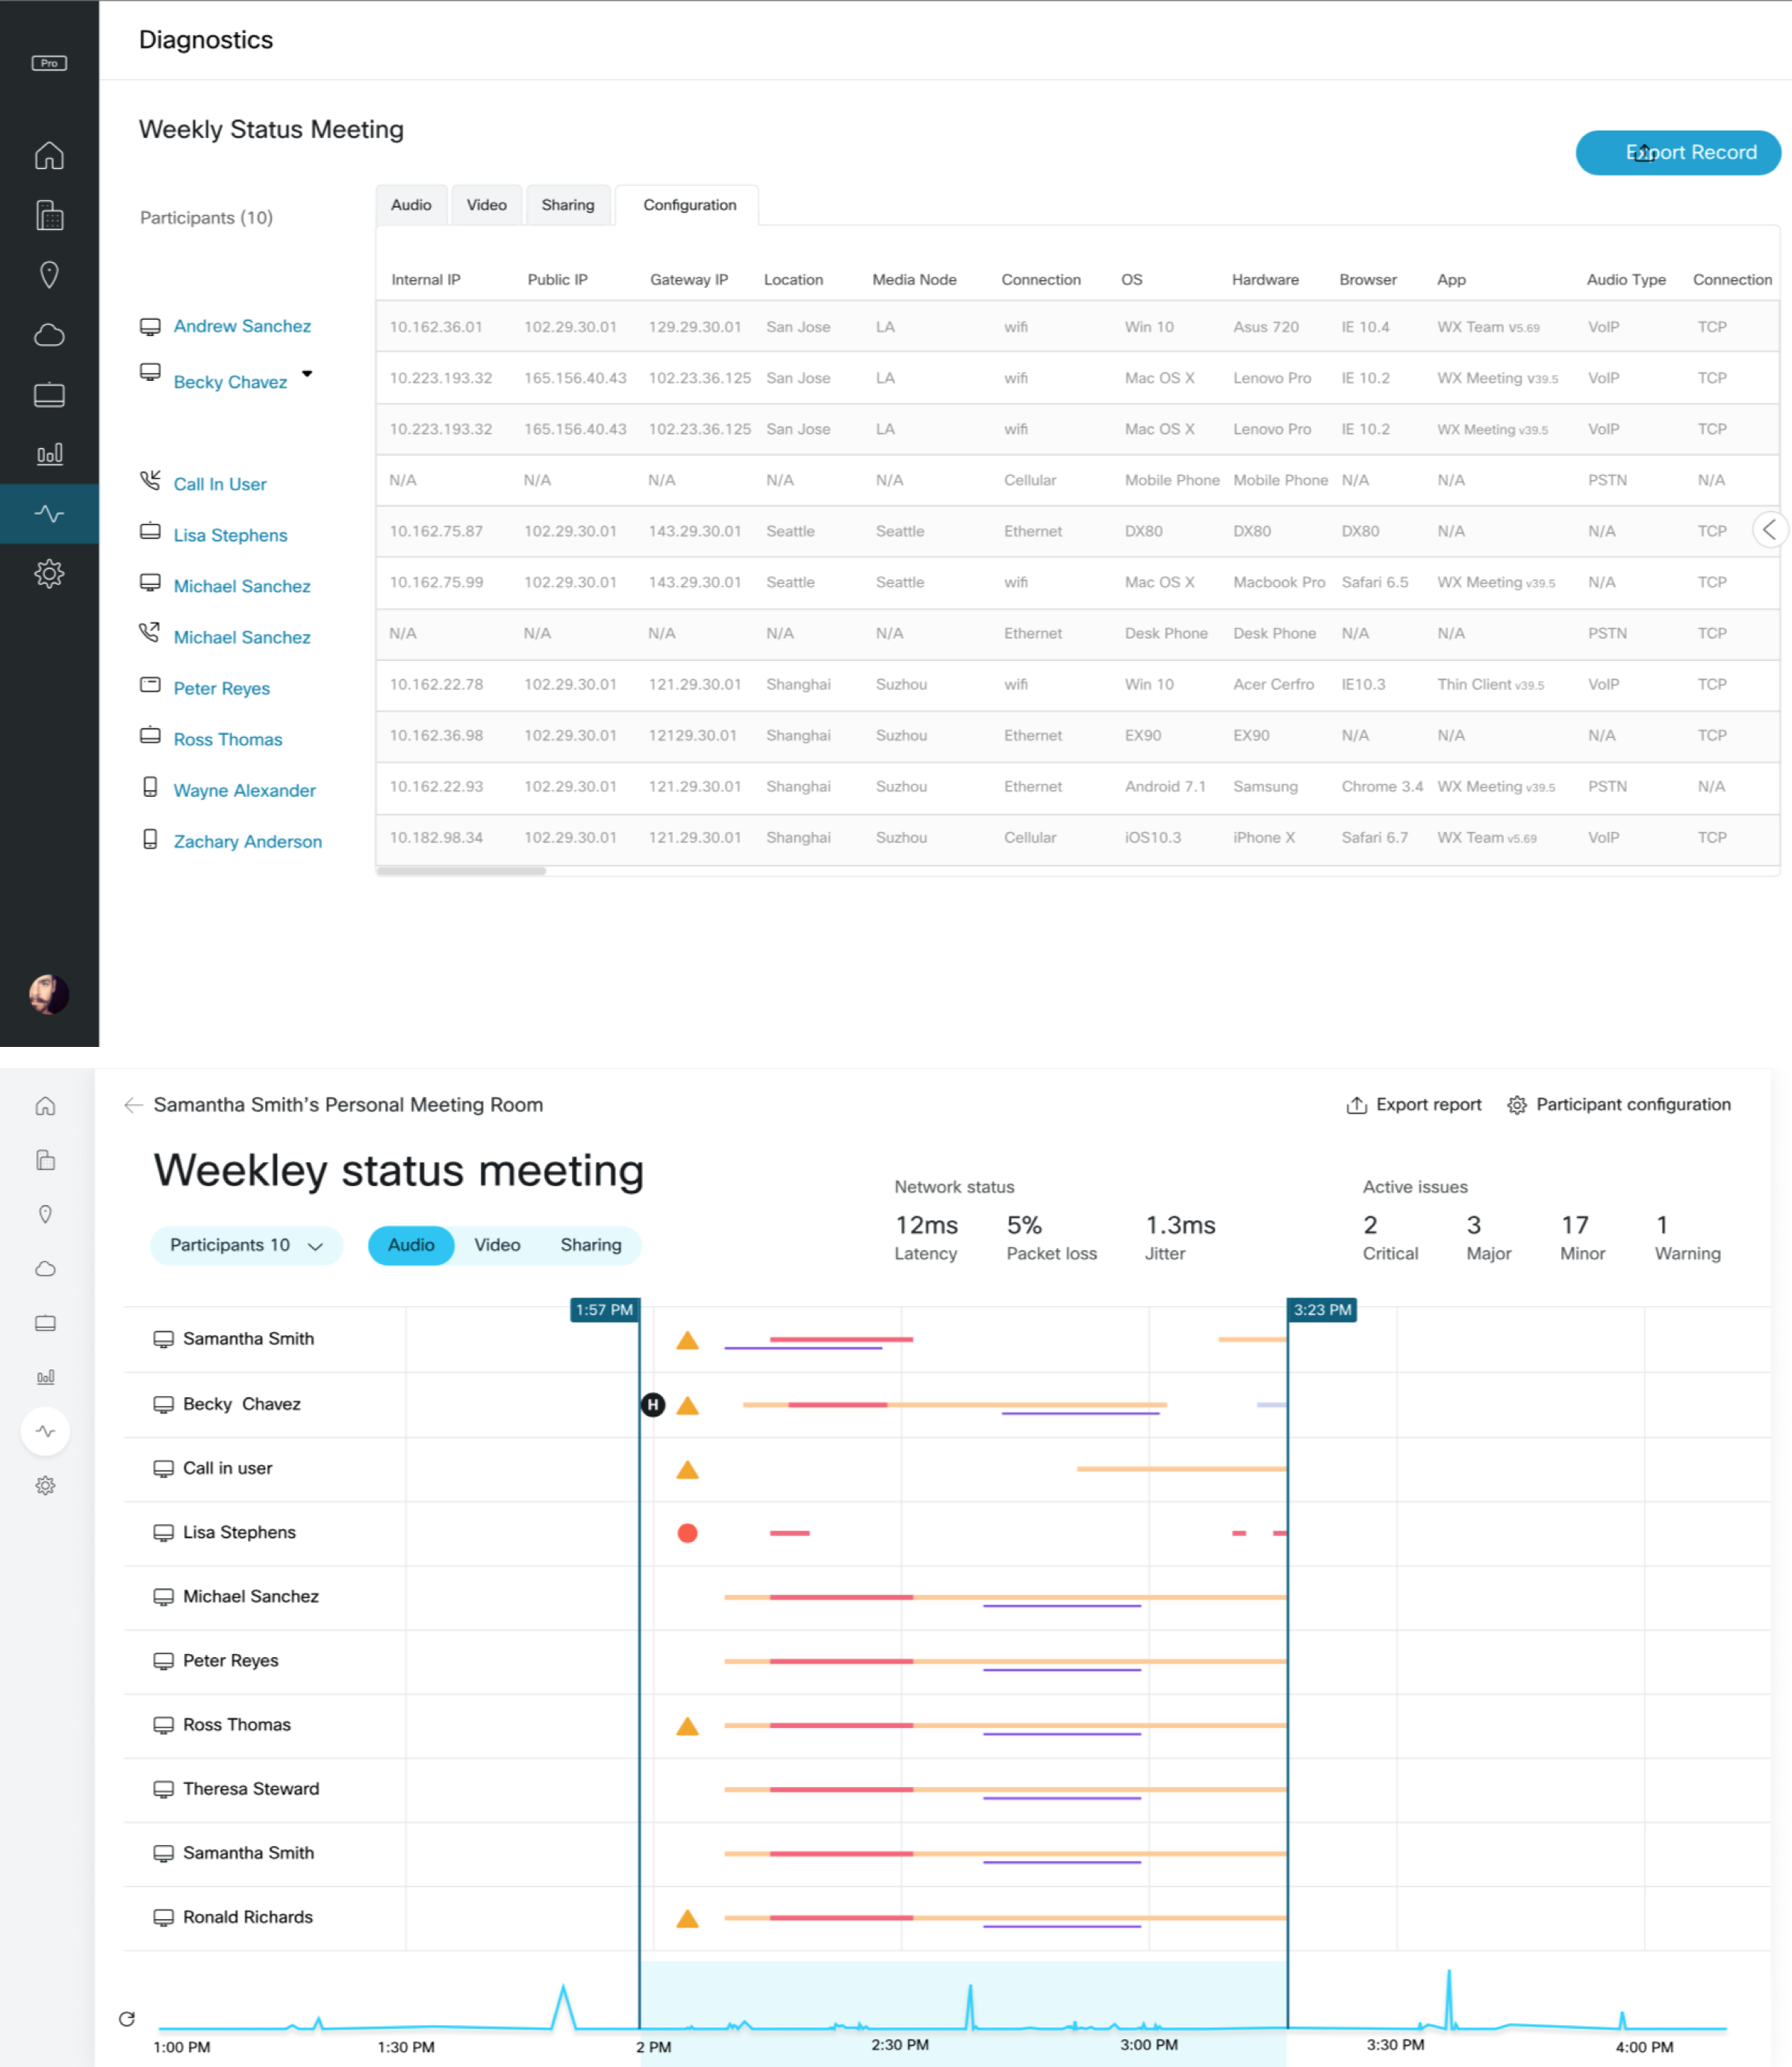 Pro
Diagnostics
Weekly Status Meeting
Export Record
Participants (10)
Audio Video Sharing Configuration
Internal IP Public IP Gateway IP Location Media Node Connection OS Hardware Browser App Audio Type Connection
Andrew Sanchez 10.162.36.01 102.29.30.01 129.29.30.01 San Jose LA wifi Win 10 Asus 720 IE 10.4 WX Team v5.69 VoIP TCP
Becky Chavez 10.223.193.32 165.156.40.43 102.23.36.125 San Jose LA wifi Mac OS X Lenovo Pro IE 10.2 WX Meeting v39.5 VoIP TCP
10.223.193.32 165.156.40.43 102.23.36.125 San Jose LA wifi Mac OS X Lenovo Pro IE 10.2 WX Meeting v39.5 VoIP TCP
Call In User N/A N/A N/A N/A N/A Cellular Mobile Phone Mobile Phone N/A N/A PSTN N/A
Lisa Stephens 10.162.75.87 102.29.30.01 143.29.30.01 Seattle Seattle Ethernet DX80 DX80 DX80 N/A N/A TCP
Michael Sanchez 10.162.75.99 102.29.30.01 143.29.30.01 Seattle Seattle wifi Mac OS X Macbook Pro Safari 6.5 WX Meeting v39.5 N/A TCP
Michael Sanchez N/A N/A N/A N/A N/A Ethernet Desk Phone Desk Phone N/A N/A PSTN TCP
Peter Reyes 10.162.22.78 102.29.30.01 121.29.30.01 Shanghai Suzhou wifi Win 10 Acer Cerfro IE10.3 Thin Client v39.5 VoIP TCP
Ross Thomas 10.162.36.98 102.29.30.01 12129.30.01 Shanghai Suzhou Ethernet EX90 EX90 N/A N/A N/A TCP
Wayne Alexander 10.162.22.93 102.29.30.01 121.29.30.01 Shanghai Suzhou Ethernet Android 7.1 Samsung Chrome 3.4 WX Meeting v39.5 PSTN N/A
Zachary Anderson 10.182.98.34 102.29.30.01 121.29.30.01 Shanghai Suzhou Cellular iOS10.3 iPhone X Safari 6.7 WX Team v5.69 VoIP TCP
Samantha Smith's Personal Meeting Room Export report Participant configuration
Weekley status meeting
Network status Active issues
12ms 5% 1.3ms 2 3 17 1
Latency Packet loss Jitter Critical Major Minor Warning
Participants 10 Audio Video Sharing
1:57 PM 3:23 PM
Samantha Smith
Becky Chavez H
Call in user
Lisa Stephens
Michael Sanchez
Peter Reyes
Ross Thomas
Theresa Steward
Samantha Smith
Ronald Richards
1:00 PM 1:30 PM 2 PM 2:30 PM 3:00 PM 3:30 PM 4:00 PM